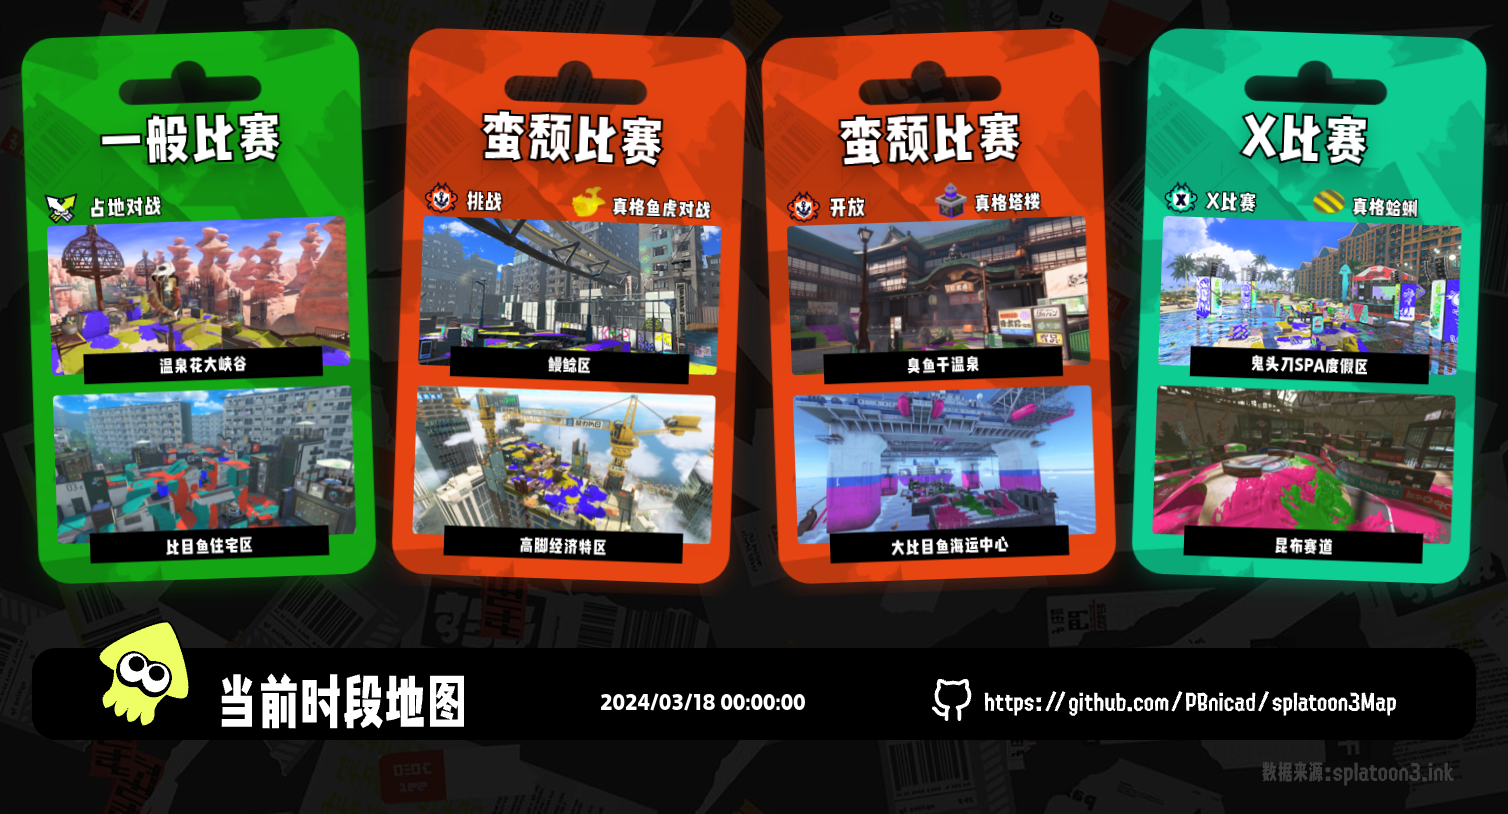 一般比赛
占地对战
温泉花大峡谷
比目鱼住宅区
蛮颓比赛
挑战
真格鱼虎对战
鳗鲶区
高脚经济特区
蛮颓比赛
开放
真格塔楼
臭鱼干温泉
大比目鱼海运中心
X比赛
X比赛
真格蛤蜊
鬼头刀SPA度假区
昆布赛道
当前时段地图
2024/03/18 00:00:00
https://github.com/PBnicad/splatoon3Map
数据来源:splatoon3.ink